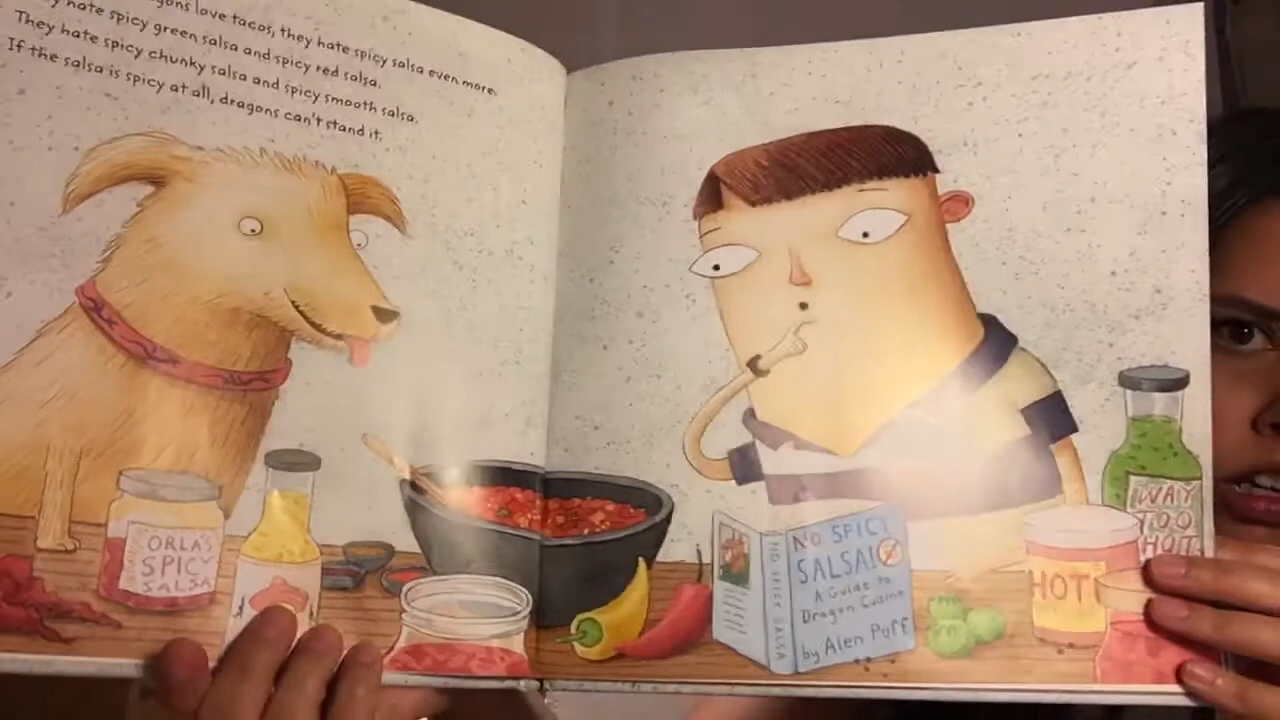 love tacos, they hate spicy salsa even more.
hate spicy green salsa and spicy red salsa.
They hate spicy chunky salsa and spicy smooth salsa.
If the salsa is spicy at all, dragons can't stand it.
ORLA'S
SPICY
SALSA
NO SPICY SALSA
NO SPICY
SALSA!
A Guide to
Dragon Cuisine
by Alen Puff
HOT!
WAY
TOO
HOT